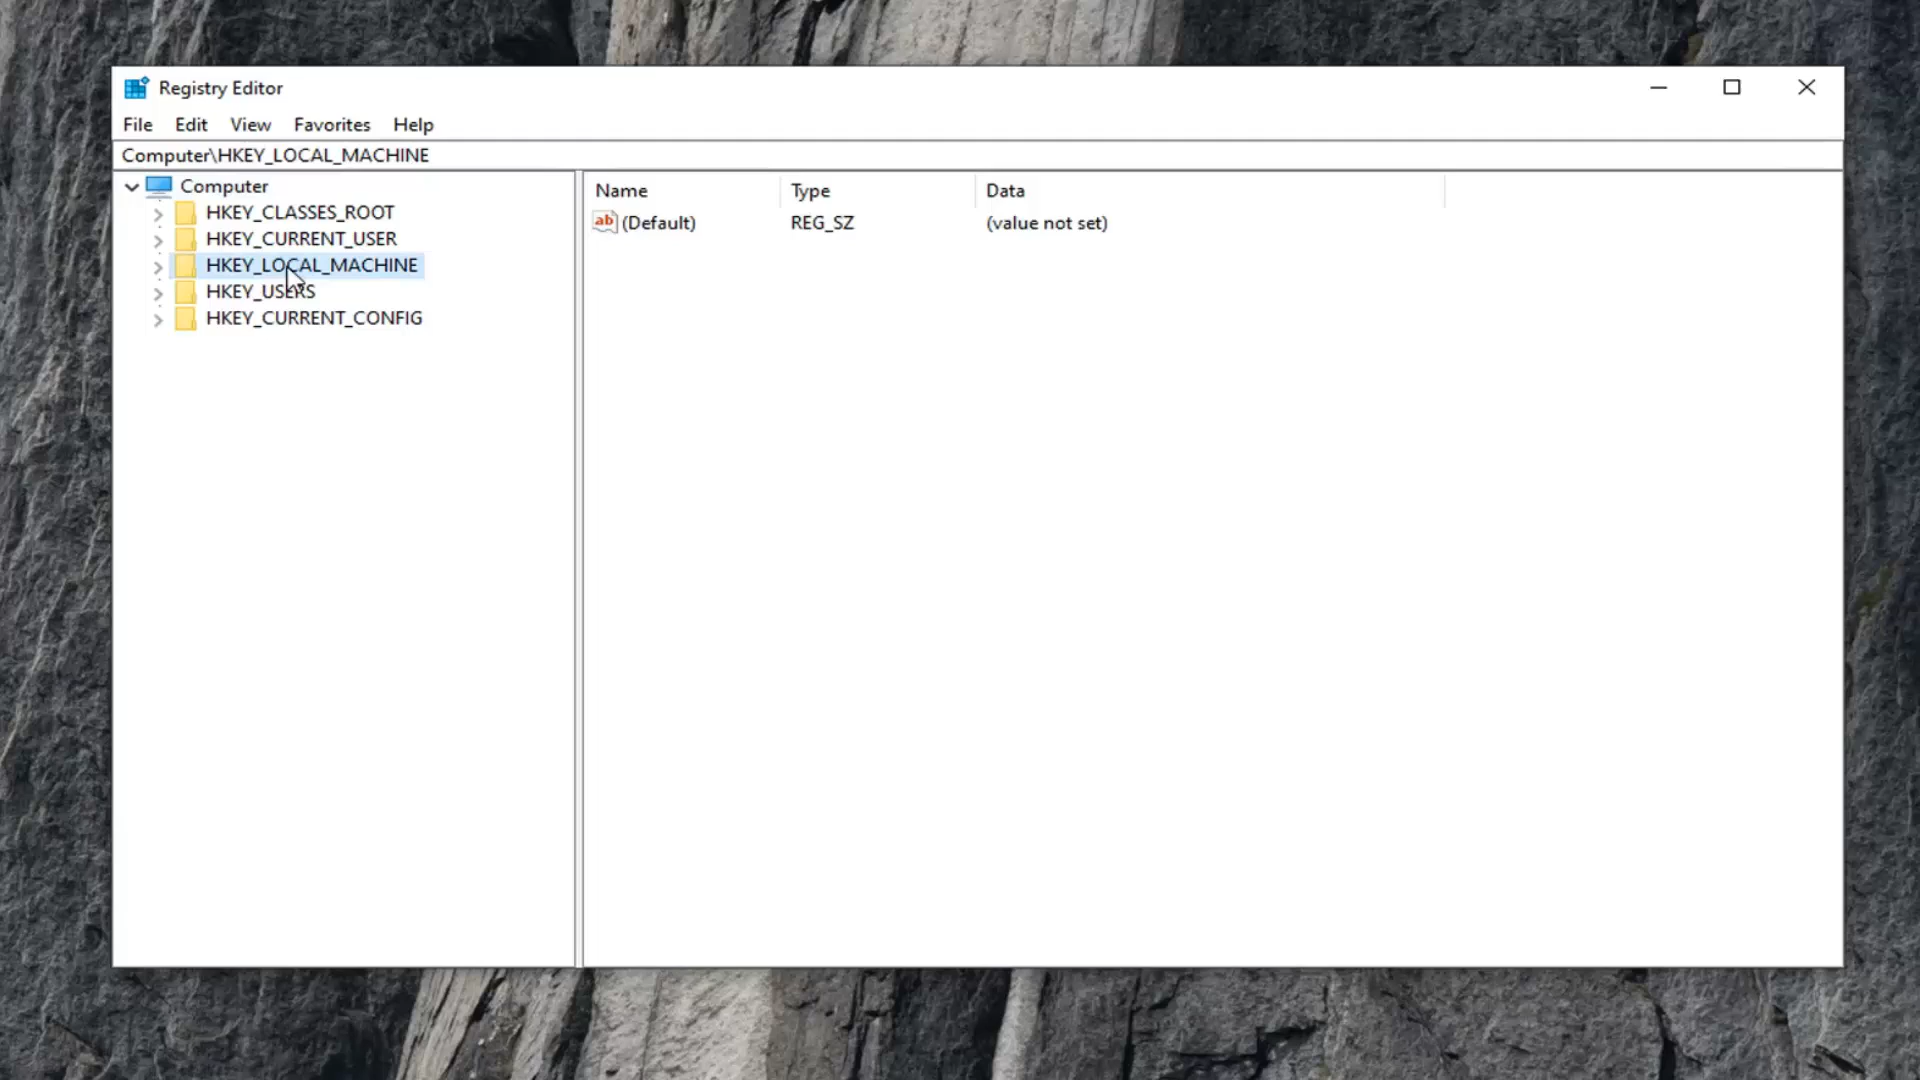 Registry Editor
File Edit View Favorites Help
Computer\HKEY_LOCAL_MACHINE
Computer
HKEY_CLASSES_ROOT
HKEY_CURRENT_USER
HKEY_LOCAL_MACHINE
HKEY_USERS
HKEY_CURRENT_CONFIG
Name Type Data
ab (Default) REG_SZ (value not set)